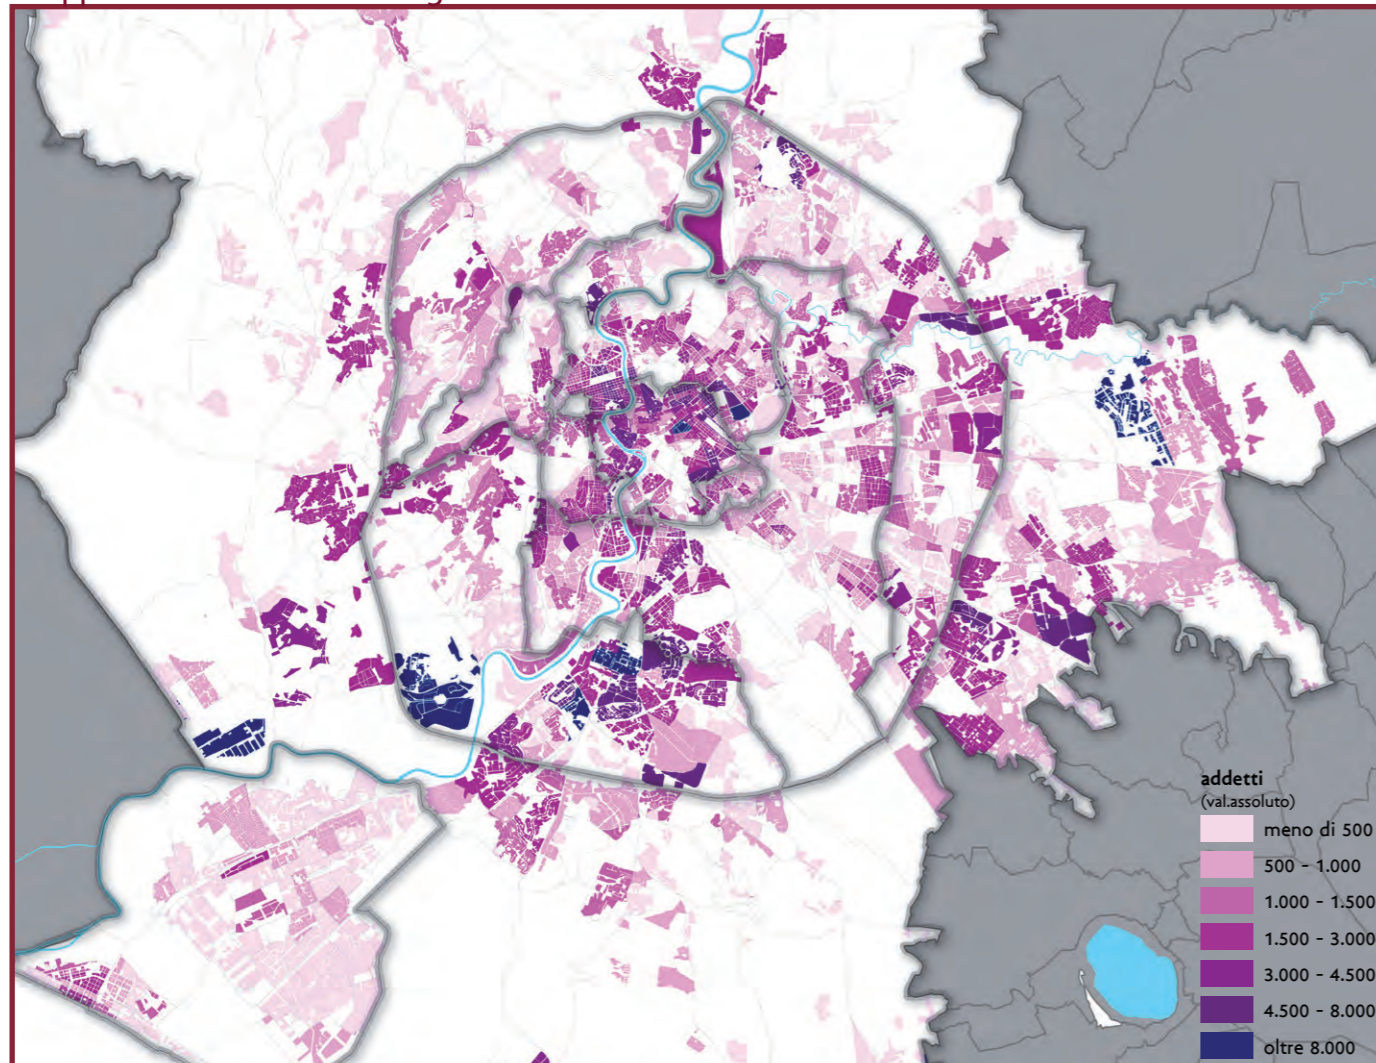 addetti
(val.assoluto)
meno di 500
500 - 1.000
1.000 - 1.500
1.500 - 3.000
3.000 - 4.500
4.500 - 8.000
oltre 8.000